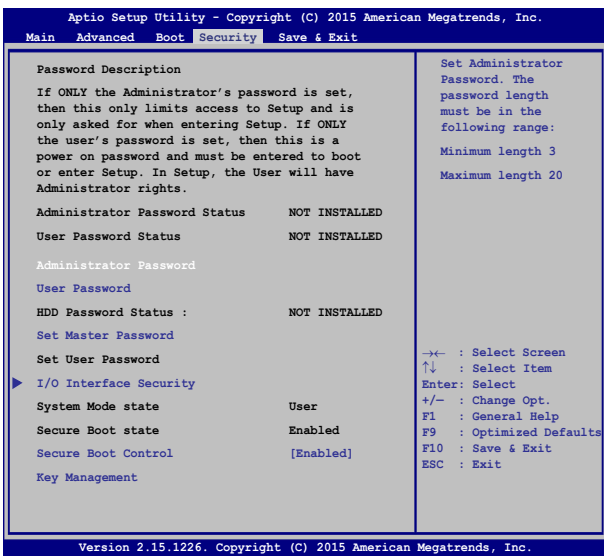 Aptio Setup Utility - Copyright (C) 2015 American Megatrends, Inc.
Main Advanced Boot Security Save & Exit
Password Description
If ONLY the Administrator's password is set,
then this only limits access to Setup and is
only asked for when entering Setup. If ONLY
the user's password is set, then this is a
power on password and must be entered to boot
or enter Setup. In Setup, the User will have
Administrator rights.
Administrator Password Status NOT INSTALLED
User Password Status NOT INSTALLED
Administrator Password
User Password
HDD Password Status : NOT INSTALLED
Set Master Password
Set User Password
I/O Interface Security
System Mode state User
Secure Boot state Enabled
Secure Boot Control [Enabled]
Key Management
Set Administrator
Password. The
password length
must be in the
following range:
Minimum length 3
Maximum length 20
→← : Select Screen
↑↓ : Select Item
Enter: Select
+/— : Change Opt.
F1 : General Help
F9 : Optimized Defaults
F10 : Save & Exit
ESC : Exit
Version 2.15.1226. Copyright (C) 2015 American Megatrends, Inc.